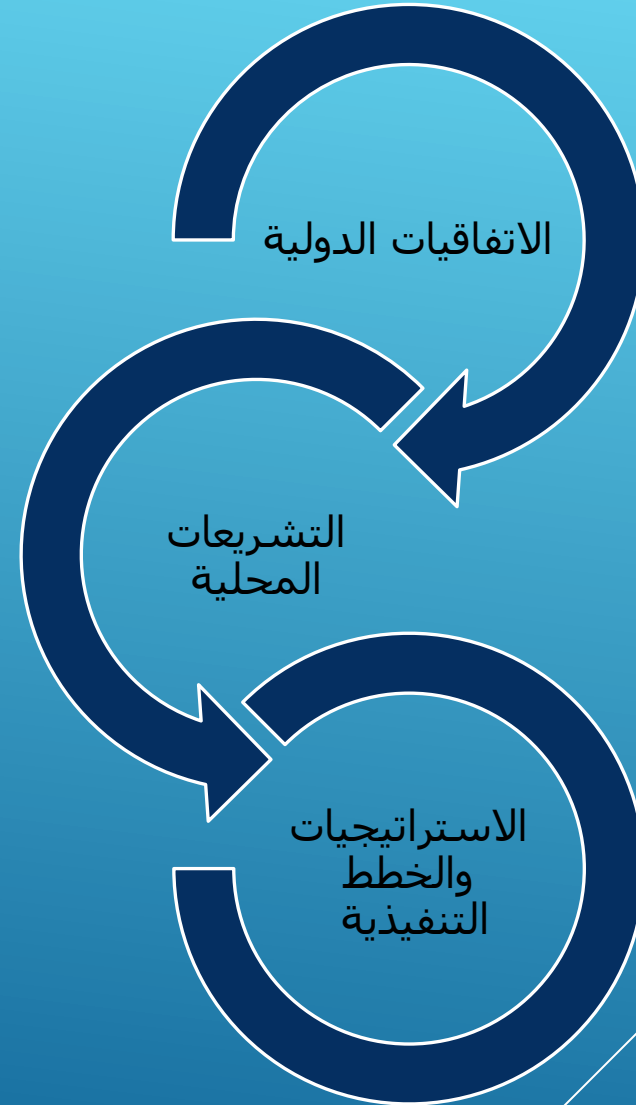 الاتفاقيات الدولية
التشريعات
المحلية
الاستراتيجيات
والخطط
التنفيذية